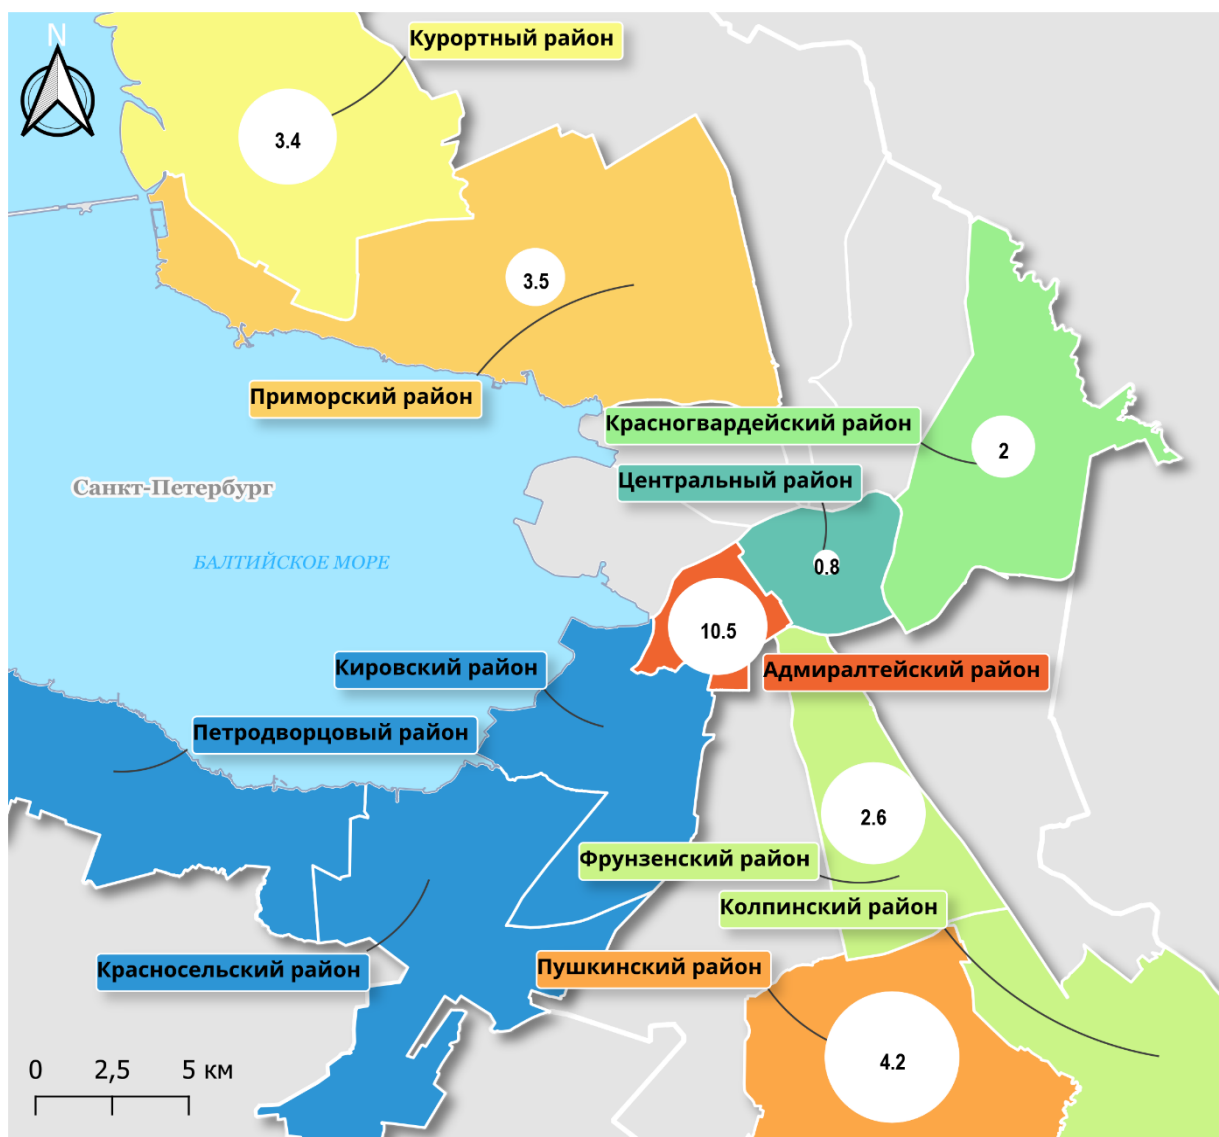 N
Курортный район
3.4
3.5
Приморский район
Красногвардейский район
2
Центральный район
Санкт-Петербург
БАЛТИЙСКОЕ МОРЕ
0.8
10.5
Кировский район
Адмиралтейский район
Петродворцовый район
2.6
Фрунзенский район
Колпинский район
Пушкинский район
Красносельский район
4.2
0 2,5 5 км